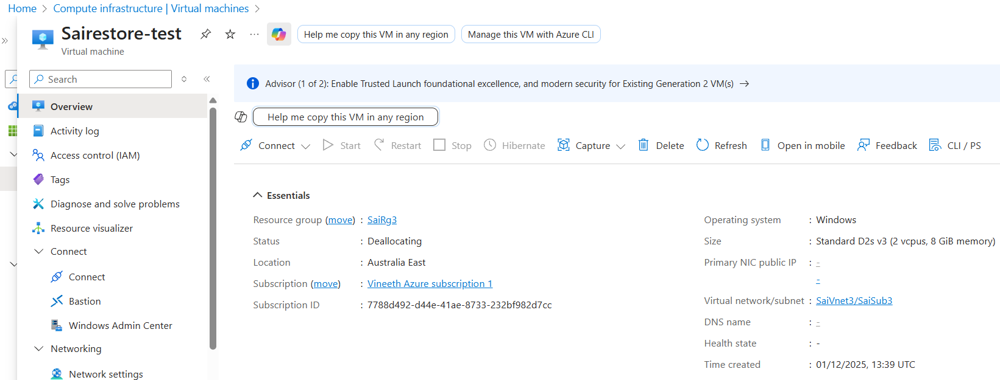 Home > Compute infrastructure | Virtual machines >
Sairestore-test
Virtual machine
Help me copy this VM in any region
Manage this VM with Azure CLI
Search
Overview
Activity log
Access control (IAM)
Tags
Diagnose and solve problems
Resource visualizer
Connect
Connect
Bastion
Windows Admin Center
Networking
Network settings
Advisor (1 of 2): Enable Trusted Launch foundational excellence, and modern security for Existing Generation 2 VM(s) →
Help me copy this VM in any region
Connect Start Restart Stop Hibernate Capture Delete Refresh Open in mobile Feedback CLI / PS
Essentials
Resource group (move) : SaiRg3
Status : Deallocating
Location : Australia East
Subscription (move) : Vineeth Azure subscription 1
Subscription ID : 7788d492-d44e-41ae-8733-232bf982d7cc
Operating system : Windows
Size : Standard D2s v3 (2 vcpus, 8 GiB memory)
Primary NIC public IP : -
-
Virtual network/subnet : SaiVnet3/SaiSub3
DNS name : -
Health state : -
Time created : 01/12/2025, 13:39 UTC